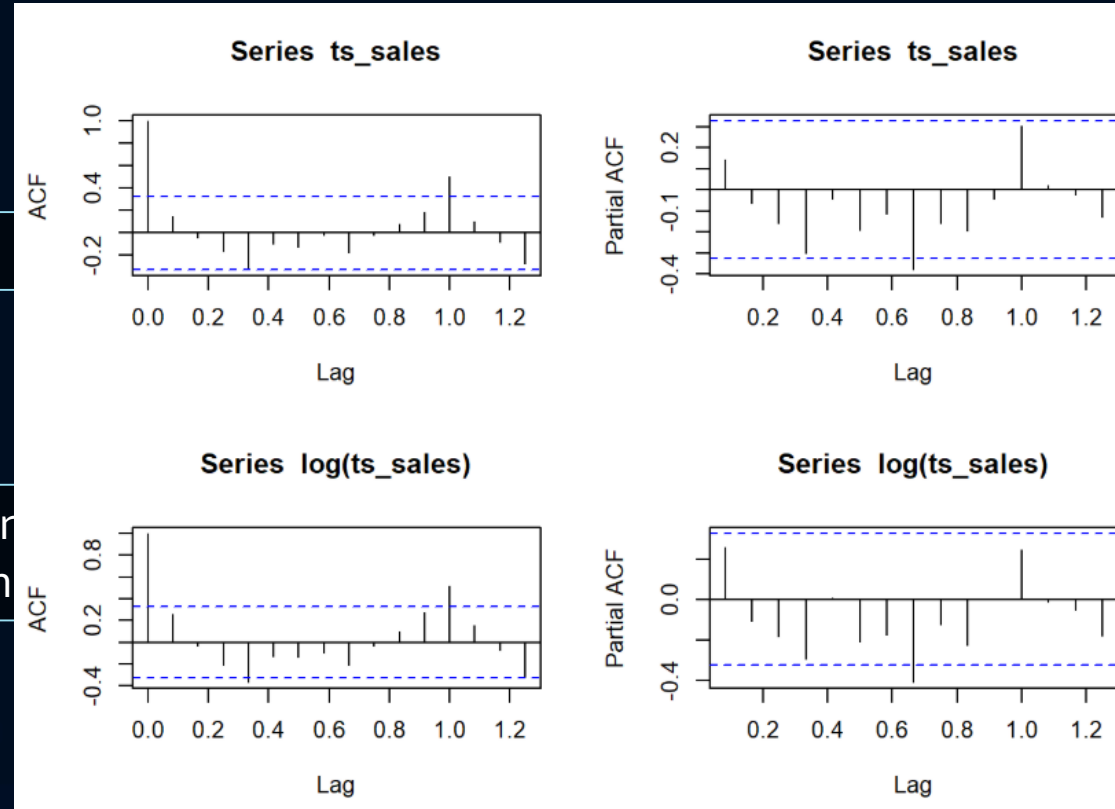 Series ts_sales
ACF
1.0
0.4
-0.2
0.0 0.2 0.4 0.6 0.8 1.0 1.2
Lag
Series ts_sales
Partial ACF
0.2
-0.1
-0.4
0.2 0.4 0.6 0.8 1.0 1.2
Lag
Series log(ts_sales)
ACF
0.8
0.2
-0.4
0.0 0.2 0.4 0.6 0.8 1.0 1.2
Lag
Series log(ts_sales)
Partial ACF
0.0
-0.4
0.2 0.4 0.6 0.8 1.0 1.2
Lag